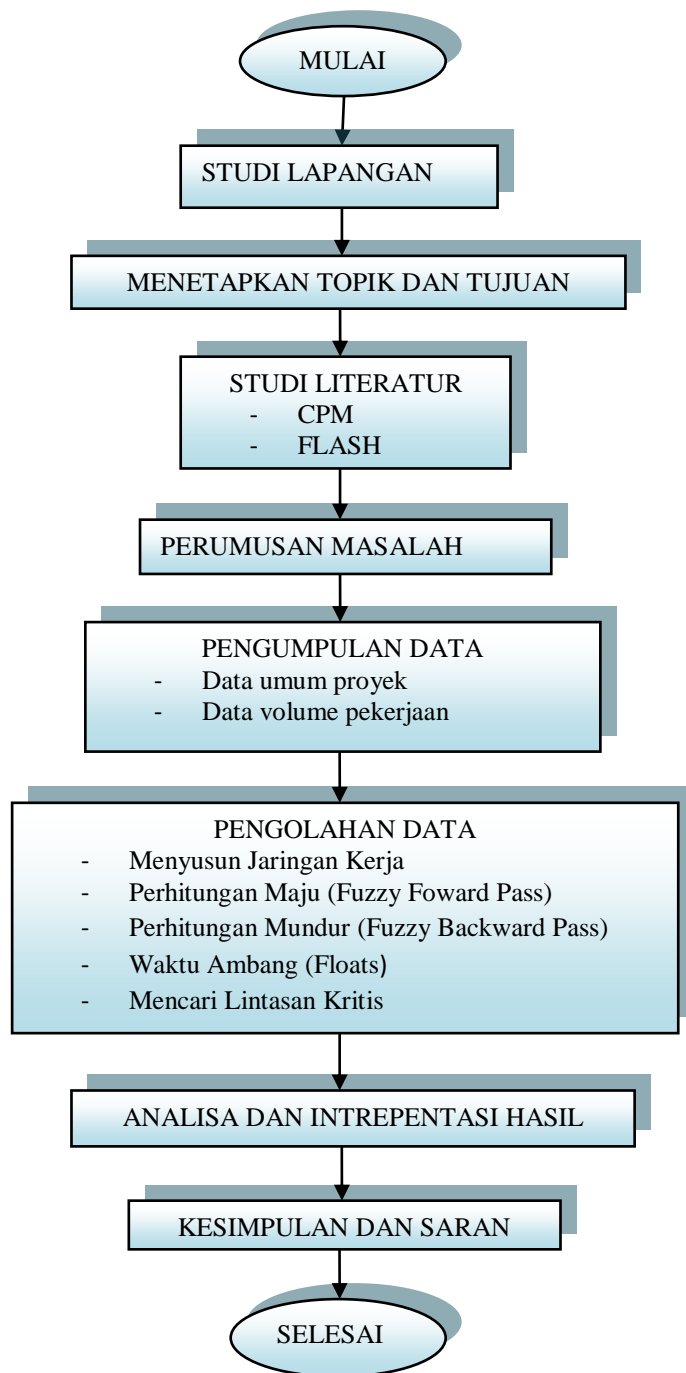 MULAI
STUDI LAPANGAN
MENETAPKAN TOPIK DAN TUJUAN
STUDI LITERATUR
- CPM
- FLASH
PERUMUSAN MASALAH
PENGUMPULAN DATA
- Data umum proyek
- Data volume pekerjaan
PENGOLAHAN DATA
- Menyusun Jaringan Kerja
- Perhitungan Maju (Fuzzy Foward Pass)
- Perhitungan Mundur (Fuzzy Backward Pass)
- Waktu Ambang (Floats)
- Mencari Lintasan Kritis
ANALISA DAN INTREPENTASI HASIL
KESIMPULAN DAN SARAN
SELESAI